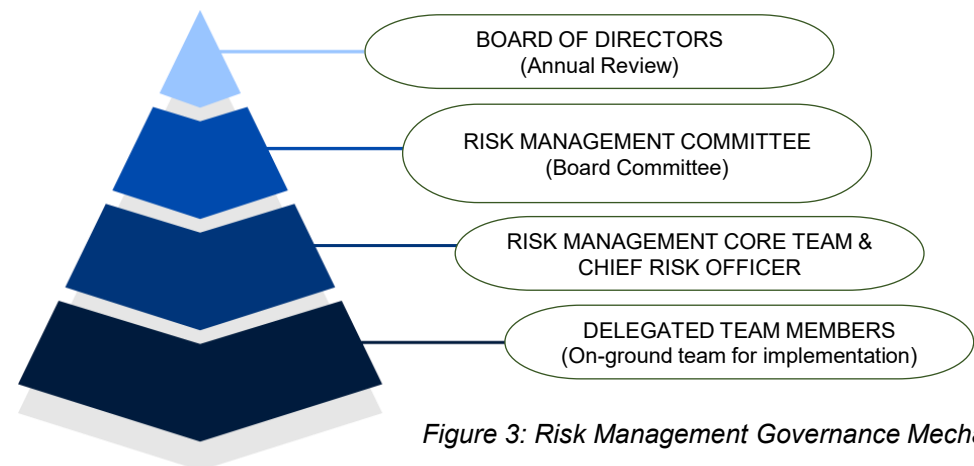 BOARD OF DIRECTORS
(Annual Review)
RISK MANAGEMENT COMMITTEE
(Board Committee)
RISK MANAGEMENT CORE TEAM &
CHIEF RISK OFFICER
DELEGATED TEAM MEMBERS
(On-ground team for implementation)
Figure 3: Risk Management Governance